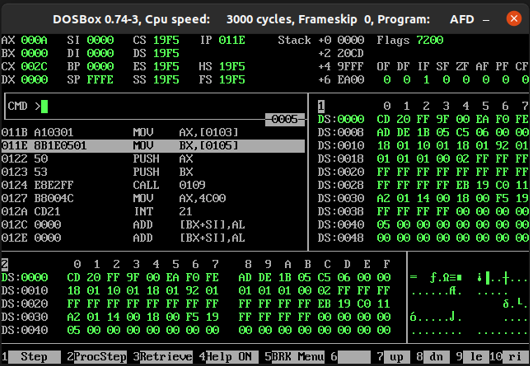 DOSBox 0.74-3, Cpu speed: 3000 cycles, Frameskip 0, Program: AFD
AX 000A SI 0000 CS 19F5 IP 011E Stack +0 0000 Flags 7200
BX 0000 DI 0000 DS 19F5 +2 20CD
CX 002C BP 0000 ES 19F5 HS 19F5 +4 9FFF OF DF IF SF ZF AF PF CF
DX 0000 SP FFFE SS 19F5 FS 19F5 +6 EA00 0 0 1 0 0 0 0 0
CMD >
0005
011B A10301 MOV AX,[0103]
011E 8B1E0501 MOV BX,[0105]
0122 50 PUSH AX
0123 53 PUSH BX
0124 E8E2FF CALL 0109
0127 B8004C MOV AX,4C00
012A CD21 INT 21
012C 0000 ADD [BX+SI],AL
012E 0000 ADD [BX+SI],AL
1 0 1 2 3 4 5 6 7
DS:0000 CD 20 FF 9F 00 EA F0 FE
DS:0008 AD DE 1B 05 C5 06 00 00
DS:0010 18 01 10 01 18 01 92 01
DS:0018 01 01 01 00 02 FF FF FF
DS:0020 FF FF FF FF FF FF FF FF
DS:0028 FF FF FF FF EB 19 C0 11
DS:0030 A2 01 14 00 18 00 F5 19
DS:0038 FF FF FF FF 00 00 00 00
DS:0040 05 00 00 00 00 00 00 00
DS:0048 00 00 00 00 00 00 00 00
2 0 1 2 3 4 5 6 7 8 9 A B C D E F
DS:0000 CD 20 FF 9F 00 EA F0 FE AD DE 1B 05 C5 06 00 00
DS:0010 18 01 10 01 18 01 92 01 01 01 01 00 02 FF FF FF
DS:0020 FF FF FF FF FF FF FF FF FF FF FF FF EB 19 C0 11
DS:0030 A2 01 14 00 18 00 F5 19 FF FF FF FF 00 00 00 00
DS:0040 05 00 00 00 00 00 00 00 00 00 00 00 00 00 00 00
1 Step 2 ProcStep 3 Retrieve 4 Help ON 5 BRK Menu 6 7 up 8 dn 9 le 10 ri